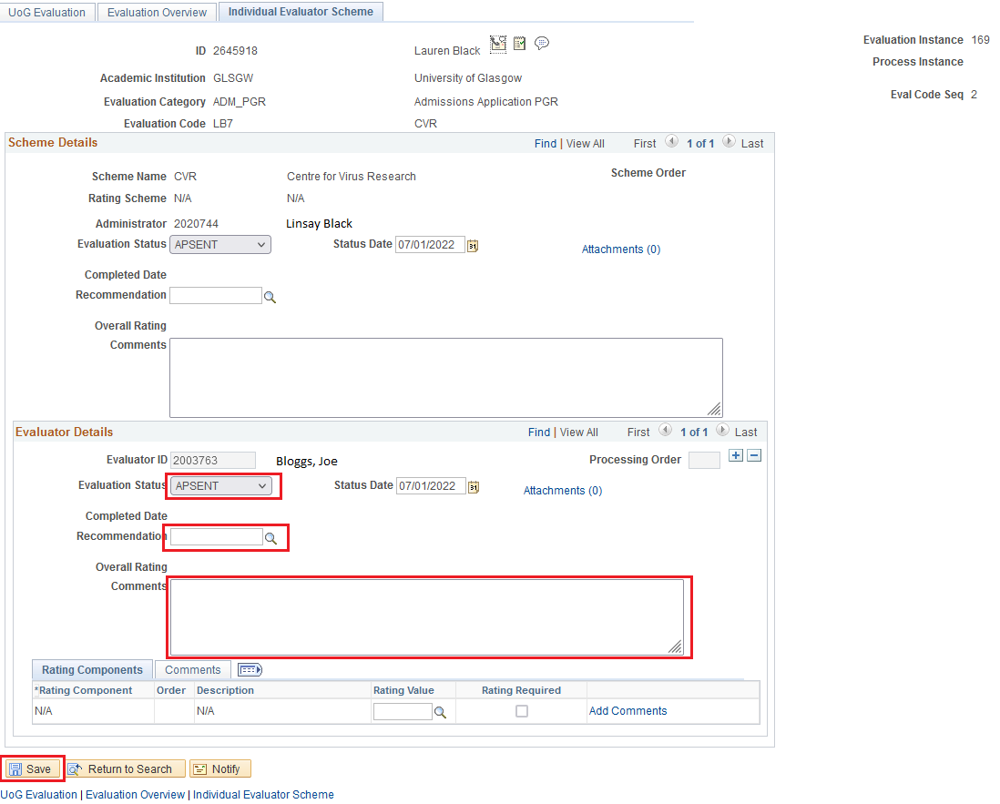 UoG Evaluation Evaluation Overview Individual Evaluator Scheme
ID 2645918 Lauren Black Evaluation Instance 169
Process Instance
Academic Institution GLSGW University of Glasgow
Eval Code Seq 2
Evaluation Category ADM_PGR Admissions Application PGR
Evaluation Code LB7 CVR
Scheme Details Find | View All First 1 of 1 Last
Scheme Name CVR Centre for Virus Research Scheme Order
Rating Scheme N/A N/A
Administrator 2020744 Linsay Black
Evaluation Status APSENT Status Date 07/01/2022 31 Attachments (0)
Completed Date
Recommendation
Overall Rating
Comments
Evaluator Details Find | View All First 1 of 1 Last
Evaluator ID 2003763 Bloggs, Joe Processing Order
Evaluation Status APSENT Status Date 07/01/2022 31 Attachments (0)
Completed Date
Recommendation
Overall Rating
Comments
Rating Components Comments
*Rating Component Order Description Rating Value Rating Required
N/A N/A Add Comments
Save Return to Search Notify
UoG Evaluation | Evaluation Overview | Individual Evaluator Scheme